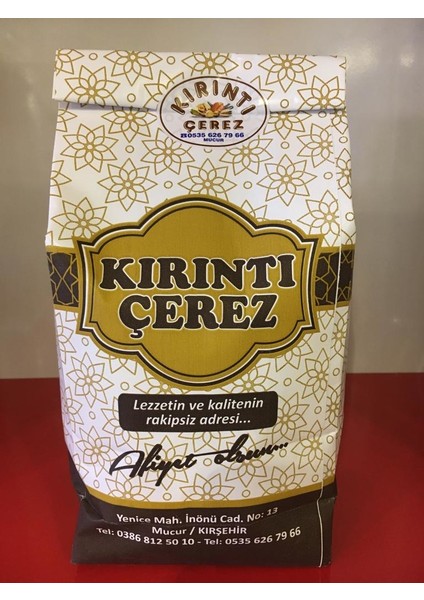 KIRINTI
ÇEREZ
0535 626 79 66
MUCUR
KIRINTI
ÇEREZ
Lezzetin ve kalitenin
rakipsiz adresi...
Afiyet olsun...
Yenice Mah. İnönü Cad. No: 13
Mucur / KIRŞEHİR
Tel: 0386 812 50 10 - Tel: 0535 626 79 66